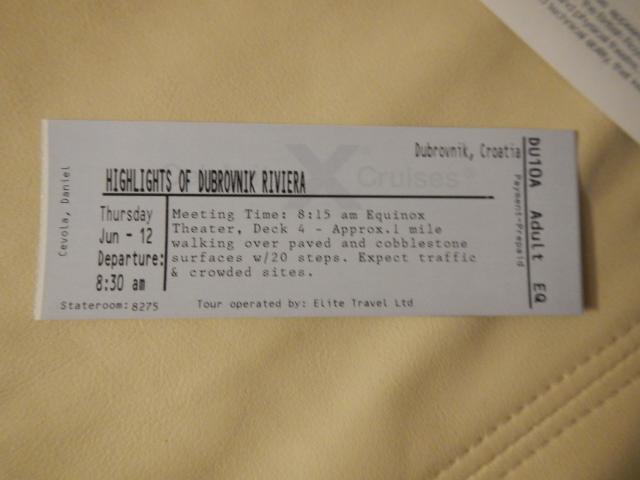 Dubrovnik, Croatia
X Cruises®
HIGHLIGHTS OF DUBROVNIK RIVIERA
Cevola, Daniel
Thursday
Jun - 12
Departure:
8:30 am
Meeting Time: 8:15 am Equinox
Theater, Deck 4 - Approx.1 mile
walking over paved and cobblestone
surfaces w/20 steps. Expect traffic
& crowded sites.
Stateroom: 8275
Tour operated by: Elite Travel Ltd
DU10A Adult EQ
Payment-Prepaid